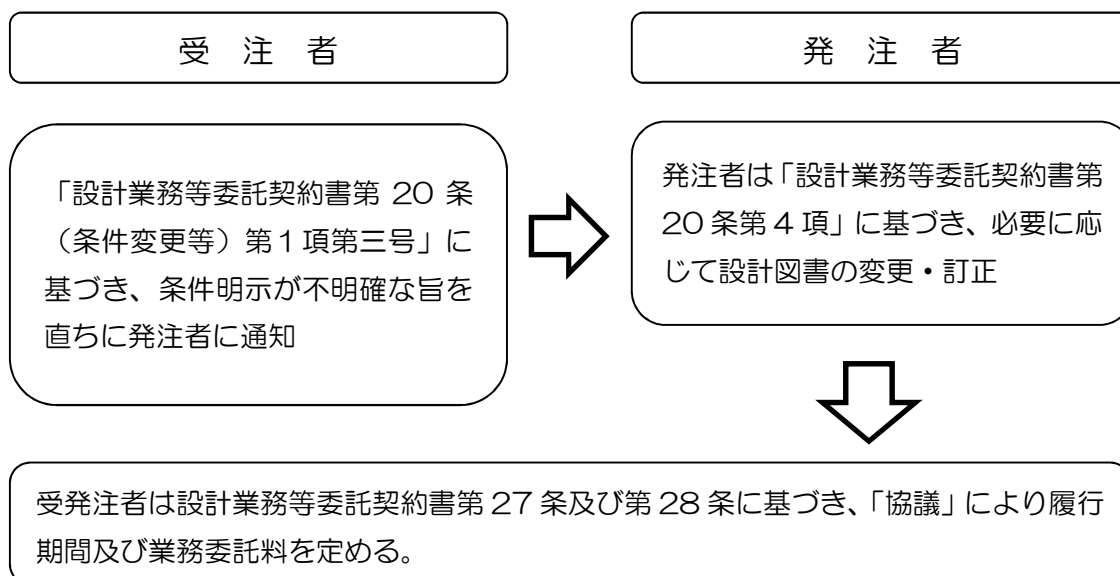 受 注 者
「設計業務等委託契約書第 20 条
（条件変更等）第１項第三号」に
基づき、条件明示が不明確な旨を
直ちに発注者に通知
発 注 者
発注者は「設計業務等委託契約書第
20 条第 4 項」に基づき、必要に応
じて設計図書の変更・訂正
受発注者は設計業務等委託契約書第 27 条及び第 28 条に基づき、「協議」により履行
期間及び業務委託料を定める。